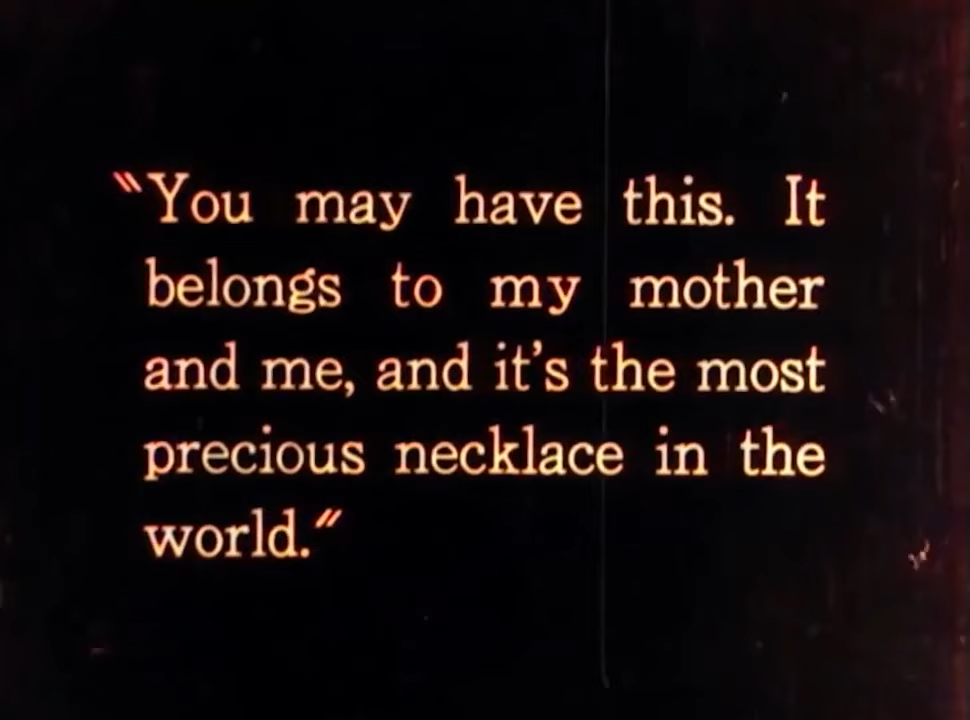 "You may have this. It
belongs to my mother
and me, and it's the most
precious necklace in the
world."